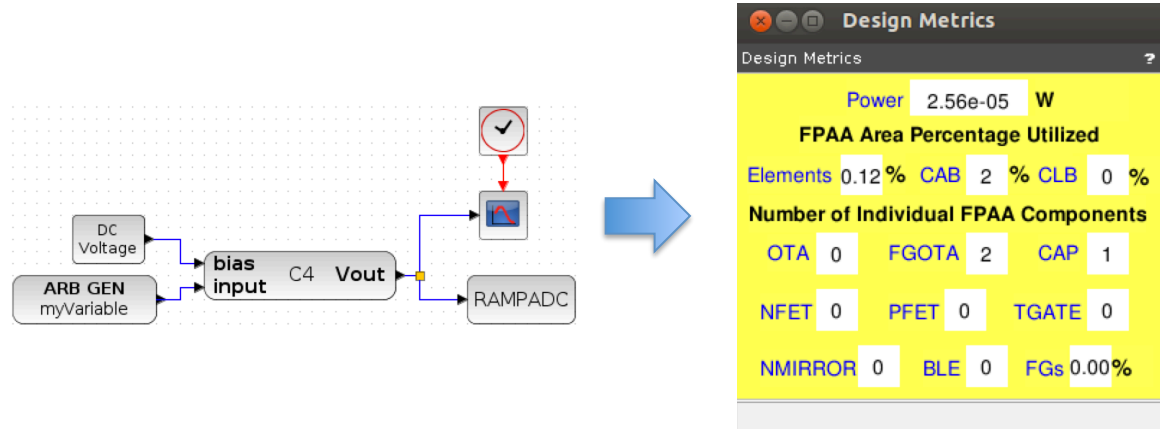 DC
Voltage
ARB GEN
myVariable
bias
input
C4
Vout
RAMPADC
Design Metrics
Design Metrics ?
Power 2.56e-05 W
FPAA Area Percentage Utilized
Elements 0.12 % CAB 2 % CLB 0 %
Number of Individual FPAA Components
OTA 0 FGOTA 2 CAP 1
NFET 0 PFET 0 TGATE 0
NMIRROR 0 BLE 0 FGs 0.00 %